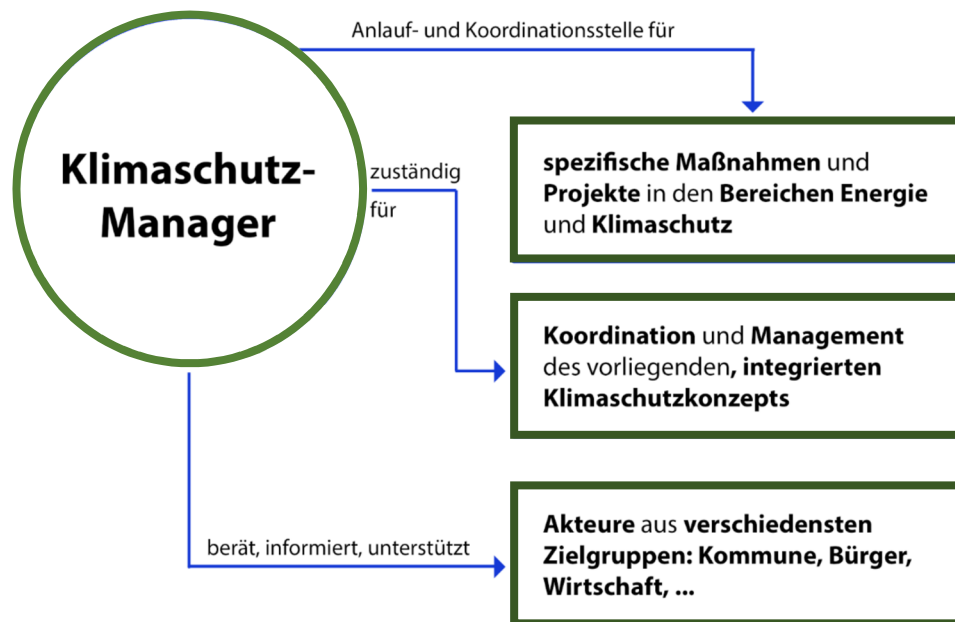 Anlauf- und Koordinationsstelle für
Klimaschutz-
Manager
zuständig
für
spezifische Maßnahmen und
Projekte in den Bereichen Energie
und Klimaschutz
Koordination und Management
des vorliegenden, integrierten
Klimaschutzkonzepts
berät, informiert, unterstützt
Akteure aus verschiedensten
Zielgruppen: Kommune, Bürger,
Wirtschaft, ...